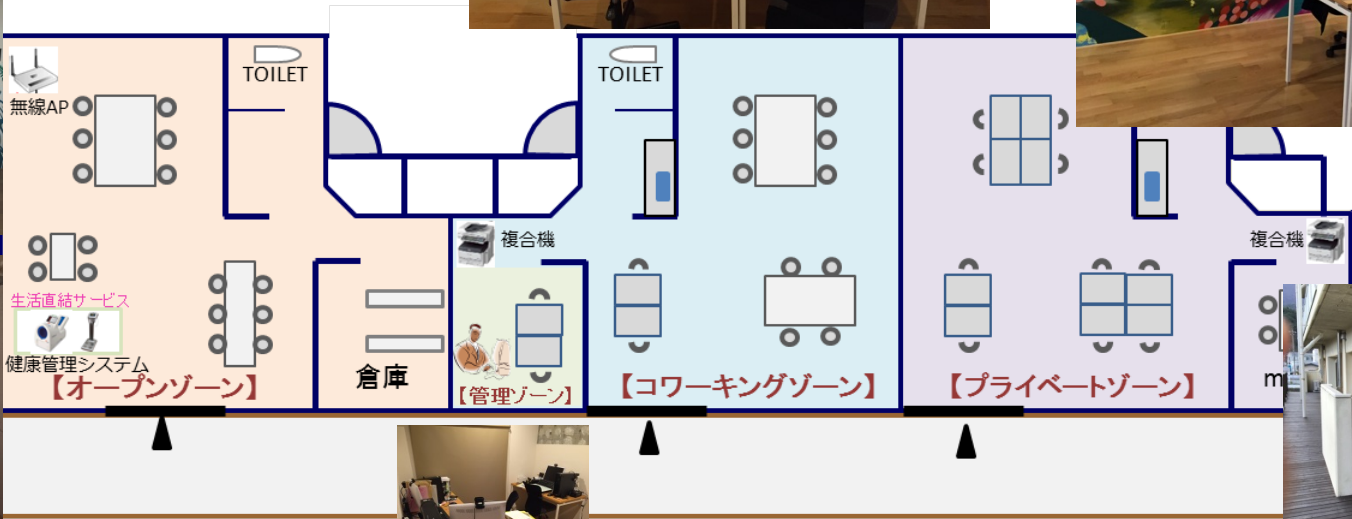 TOILET
TOILET
無線AP
複合機
複合機
生活直結サービス
健康管理システム
倉庫
【オープンゾーン】
【管理ゾーン】
【コワーキングゾーン】
【プライベートゾーン】